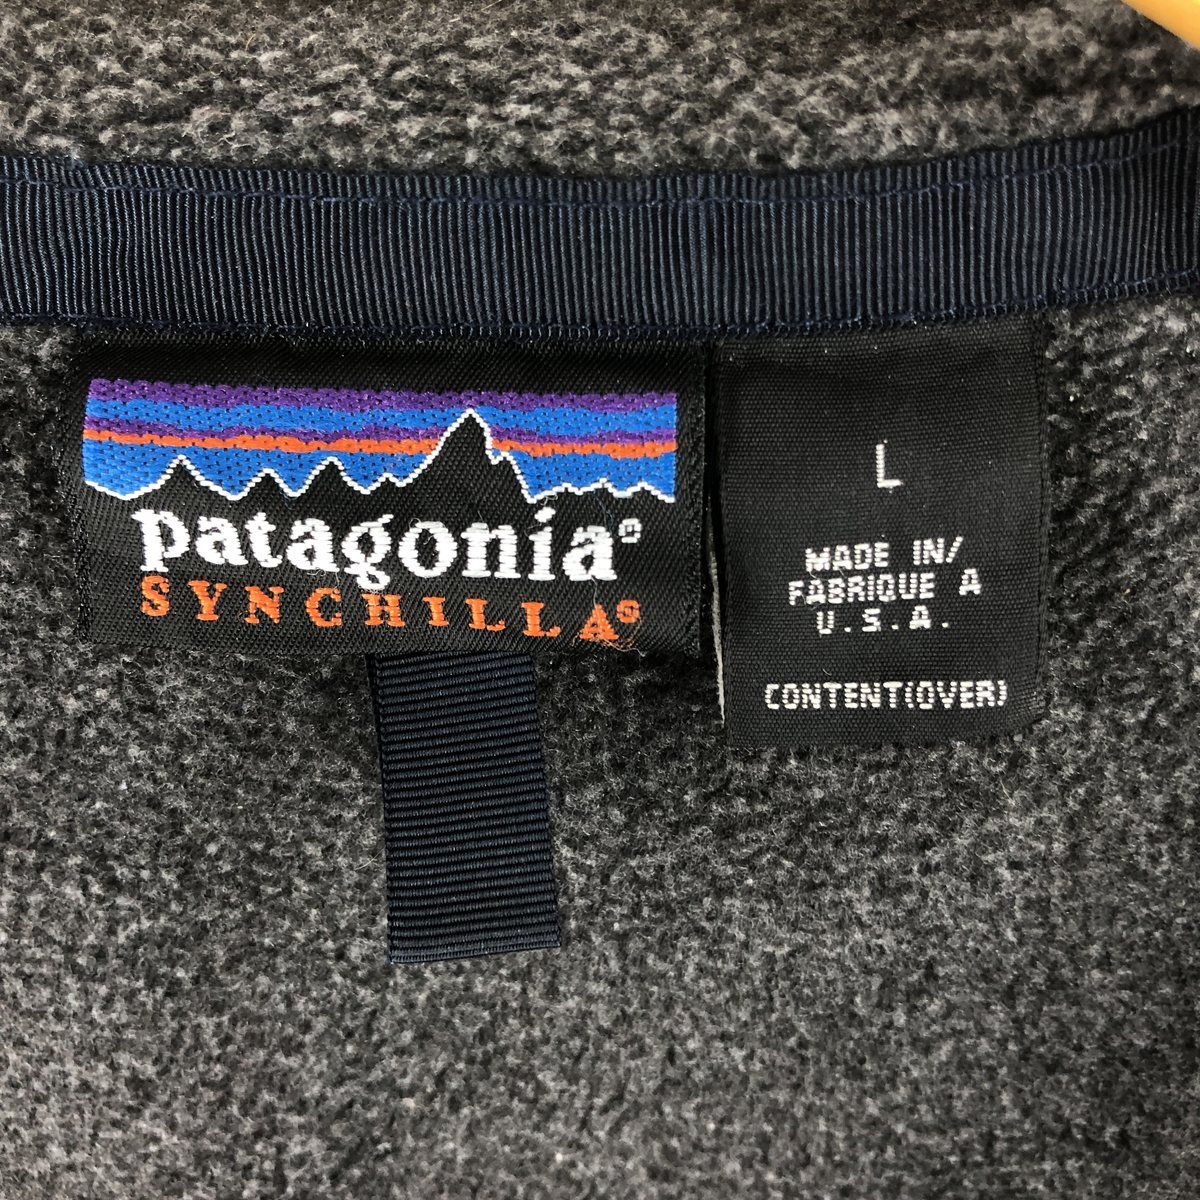 patagonia®
SYNCHILLA®
L
MADE IN/
FABRIQUE A
U.S.A.
CONTENT(OVER)